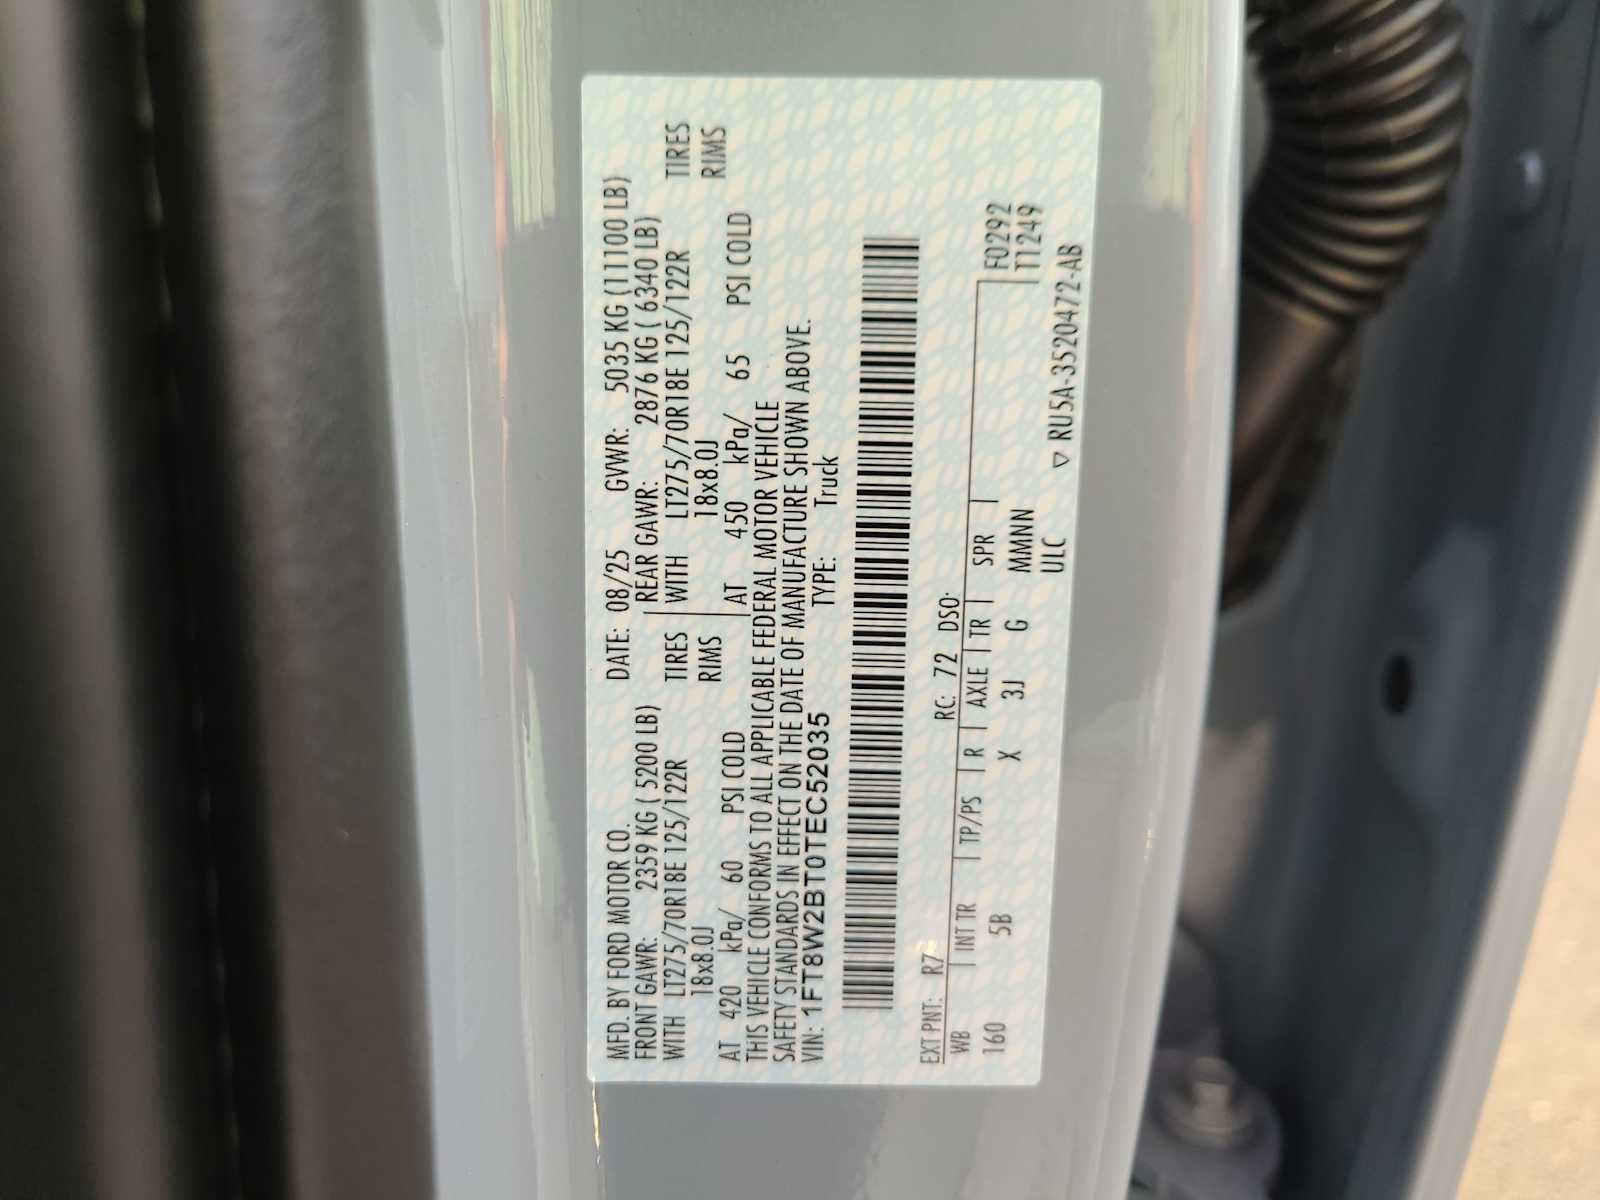 MFD. BY FORD MOTOR CO. DATE: 08/25 GVWR: 5035 KG (11100 LB)
FRONT GAWR: 2359 KG ( 5200 LB) REAR GAWR: 2876 KG ( 6340 LB)
WITH LT275/70R18E 125/122R TIRES WITH LT275/70R18E 125/122R TIRES
18x8.0J RIMS 18x8.0J RIMS
AT 420 kPa/ 60 PSI COLD AT 450 kPa/ 65 PSI COLD
THIS VEHICLE CONFORMS TO ALL APPLICABLE FEDERAL MOTOR VEHICLE
SAFETY STANDARDS IN EFFECT ON THE DATE OF MANUFACTURE SHOWN ABOVE.
VIN: 1FT8W2BT0TEC52035 TYPE: Truck
EXT PNT: R7 RC: 72 DSO:
WB INT TR TP/PS R AXLE TR SPR F0292
160 5B X 3J G MMNN T1249
ULC
▽ RU5A-3520472-AB